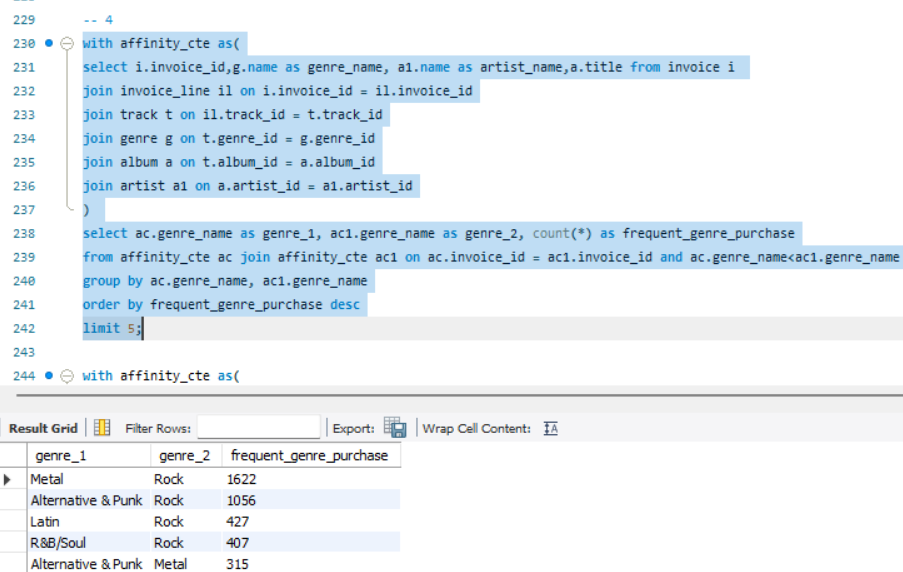 229 -- 4
230 with affinity_cte as(
231 select i.invoice_id,g.name as genre_name, a1.name as artist_name,a.title from invoice i
232 join invoice_line il on i.invoice_id = il.invoice_id
233 join track t on il.track_id = t.track_id
234 join genre g on t.genre_id = g.genre_id
235 join album a on t.album_id = a.album_id
236 join artist a1 on a.artist_id = a1.artist_id
237 )
238 select ac.genre_name as genre_1, ac1.genre_name as genre_2, count(*) as frequent_genre_purchase
239 from affinity_cte ac join affinity_cte ac1 on ac.invoice_id = ac1.invoice_id and ac.genre_name<ac1.genre_name
240 group by ac.genre_name, ac1.genre_name
241 order by frequent_genre_purchase desc
242 limit 5;
243
244 with affinity_cte as(
Result Grid Filter Rows: Export: Wrap Cell Content: IA
genre_1 genre_2 frequent_genre_purchase
Metal Rock 1622
Alternative & Punk Rock 1056
Latin Rock 427
R&B/Soul Rock 407
Alternative & Punk Metal 315